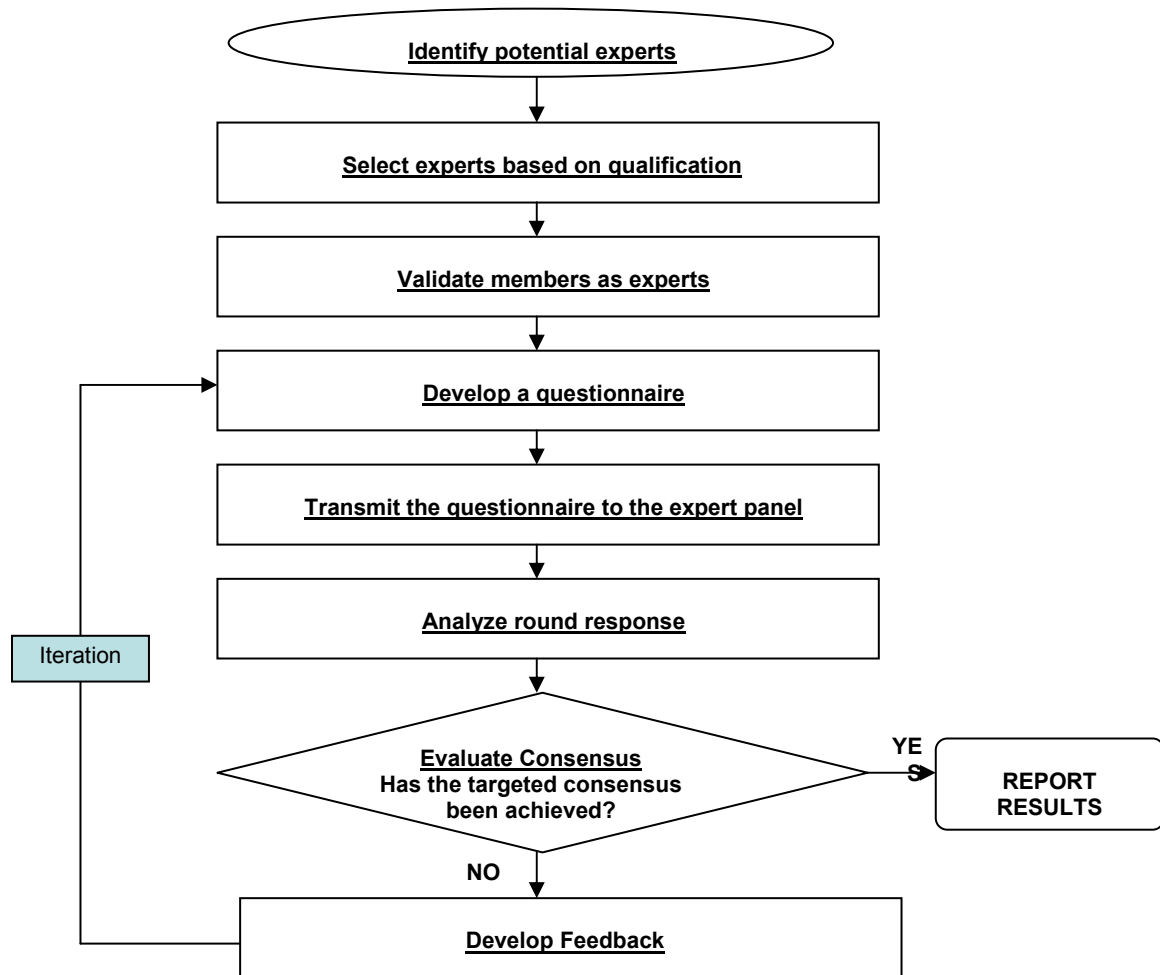 Identify potential experts
Select experts based on qualification
Validate members as experts
Develop a questionnaire
Transmit the questionnaire to the expert panel
Analyze round response
Iteration
Evaluate Consensus
Has the targeted consensus
been achieved?
YE
S
REPORT
RESULTS
NO
Develop Feedback